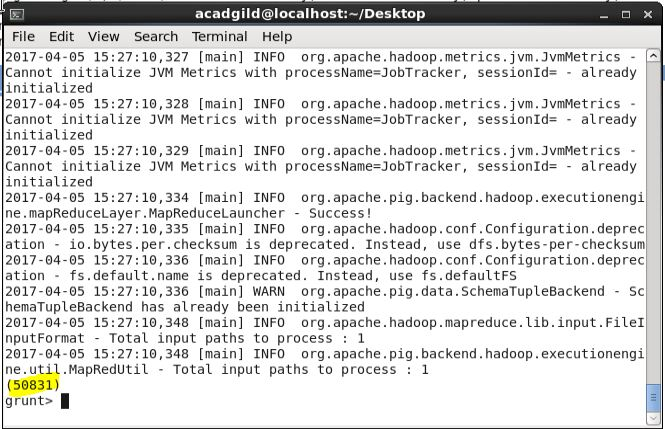 acadgild@localhost:~/Desktop
File Edit View Search Terminal Help
2017-04-05 15:27:10,327 [main] INFO  org.apache.hadoop.metrics.jvm.JvmMetrics -
Cannot initialize JVM Metrics with processName=JobTracker, sessionId= - already
initialized
2017-04-05 15:27:10,328 [main] INFO  org.apache.hadoop.metrics.jvm.JvmMetrics -
Cannot initialize JVM Metrics with processName=JobTracker, sessionId= - already
initialized
2017-04-05 15:27:10,329 [main] INFO  org.apache.hadoop.metrics.jvm.JvmMetrics -
Cannot initialize JVM Metrics with processName=JobTracker, sessionId= - already
initialized
2017-04-05 15:27:10,334 [main] INFO  org.apache.pig.backend.hadoop.executionengi
ne.mapReduceLayer.MapReduceLauncher - Success!
2017-04-05 15:27:10,335 [main] INFO  org.apache.hadoop.conf.Configuration.deprec
ation - io.bytes.per.checksum is deprecated. Instead, use dfs.bytes-per-checksum
2017-04-05 15:27:10,336 [main] INFO  org.apache.hadoop.conf.Configuration.deprec
ation - fs.default.name is deprecated. Instead, use fs.defaultFS
2017-04-05 15:27:10,336 [main] WARN  org.apache.pig.data.SchemaTupleBackend - Sc
hemaTupleBackend has already been initialized
2017-04-05 15:27:10,348 [main] INFO  org.apache.hadoop.mapreduce.lib.input.FileI
nputFormat - Total input paths to process : 1
2017-04-05 15:27:10,348 [main] INFO  org.apache.pig.backend.hadoop.executionengi
ne.util.MapRedUtil - Total input paths to process : 1
(50831)
grunt>